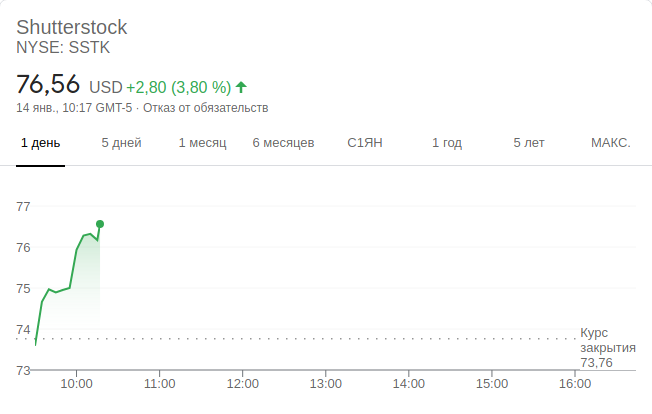 Shutterstock
NYSE: SSTK
76,56 USD +2,80 (3,80 %)
14 янв., 10:17 GMT-5 · Отказ от обязательств
1 день 5 дней 1 месяц 6 месяцев С1ЯН 1 год 5 лет МАКС.
77
76
75
74
Курс
закрытия
73,76
73
10:00 11:00 12:00 13:00 14:00 15:00 16:00